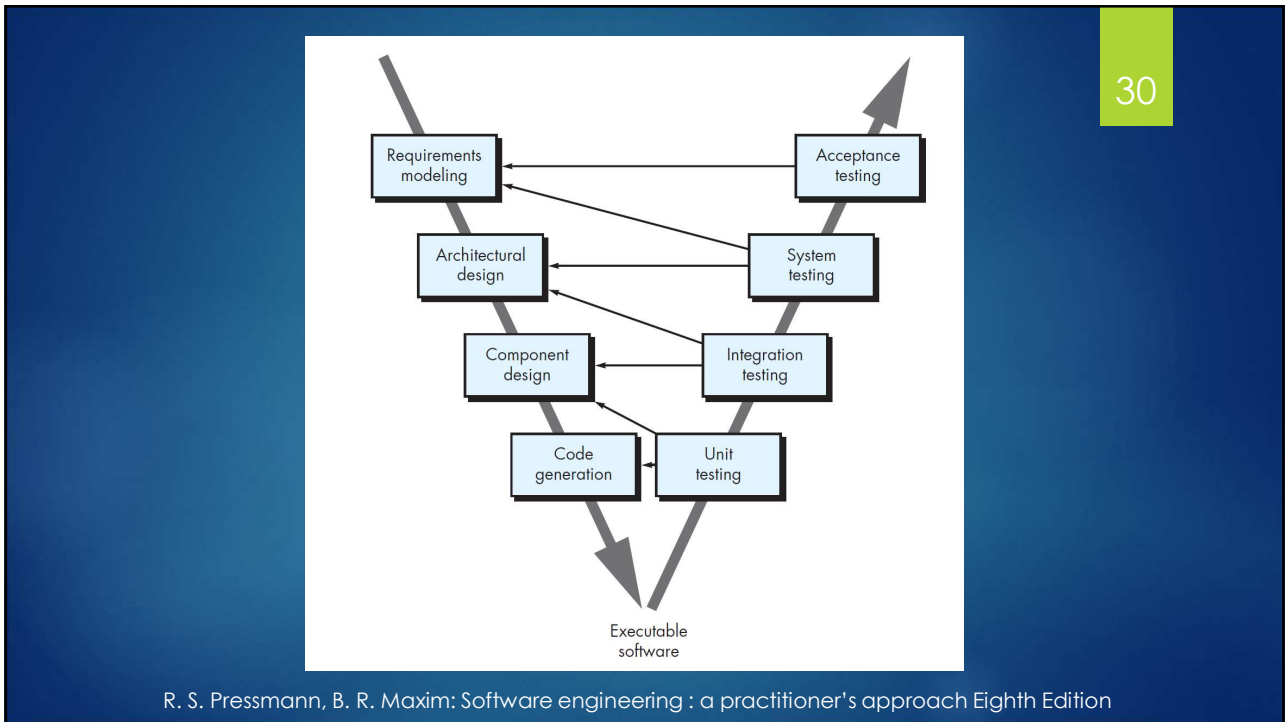 30
Requirements
modeling
Acceptance
testing
Architectural
design
System
testing
Component
design
Integration
testing
Code
generation
Unit
testing
Executable
software
R. S. Pressmann, B. R. Maxim: Software engineering : a practitioner’s approach Eighth Edition